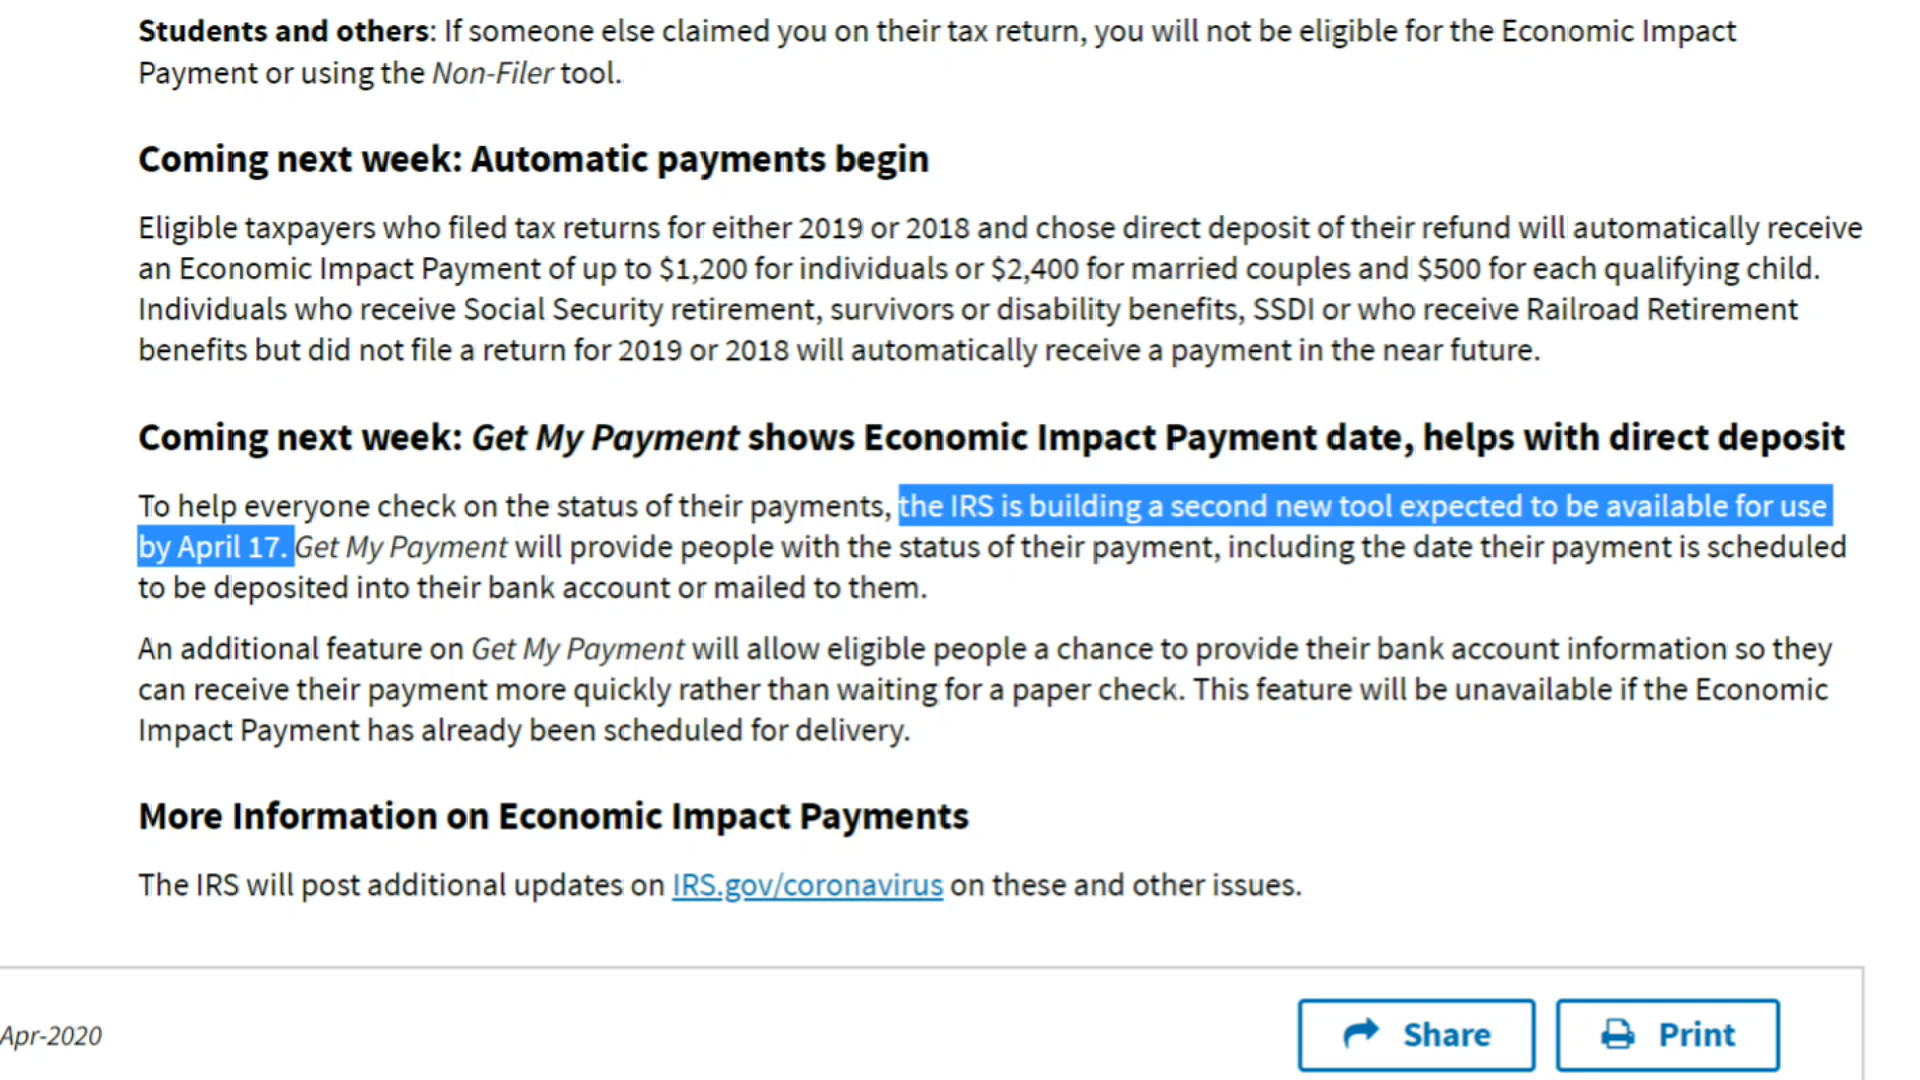 Students and others: If someone else claimed you on their tax return, you will not be eligible for the Economic Impact
Payment or using the Non-Filer tool.
Coming next week: Automatic payments begin
Eligible taxpayers who filed tax returns for either 2019 or 2018 and chose direct deposit of their refund will automatically receive
an Economic Impact Payment of up to $1,200 for individuals or $2,400 for married couples and $500 for each qualifying child.
Individuals who receive Social Security retirement, survivors or disability benefits, SSDI or who receive Railroad Retirement
benefits but did not file a return for 2019 or 2018 will automatically receive a payment in the near future.
Coming next week: Get My Payment shows Economic Impact Payment date, helps with direct deposit
To help everyone check on the status of their payments, the IRS is building a second new tool expected to be available for use
by April 17. Get My Payment will provide people with the status of their payment, including the date their payment is scheduled
to be deposited into their bank account or mailed to them.
An additional feature on Get My Payment will allow eligible people a chance to provide their bank account information so they
can receive their payment more quickly rather than waiting for a paper check. This feature will be unavailable if the Economic
Impact Payment has already been scheduled for delivery.
More Information on Economic Impact Payments
The IRS will post additional updates on IRS.gov/coronavirus on these and other issues.
Apr-2020
Share
Print